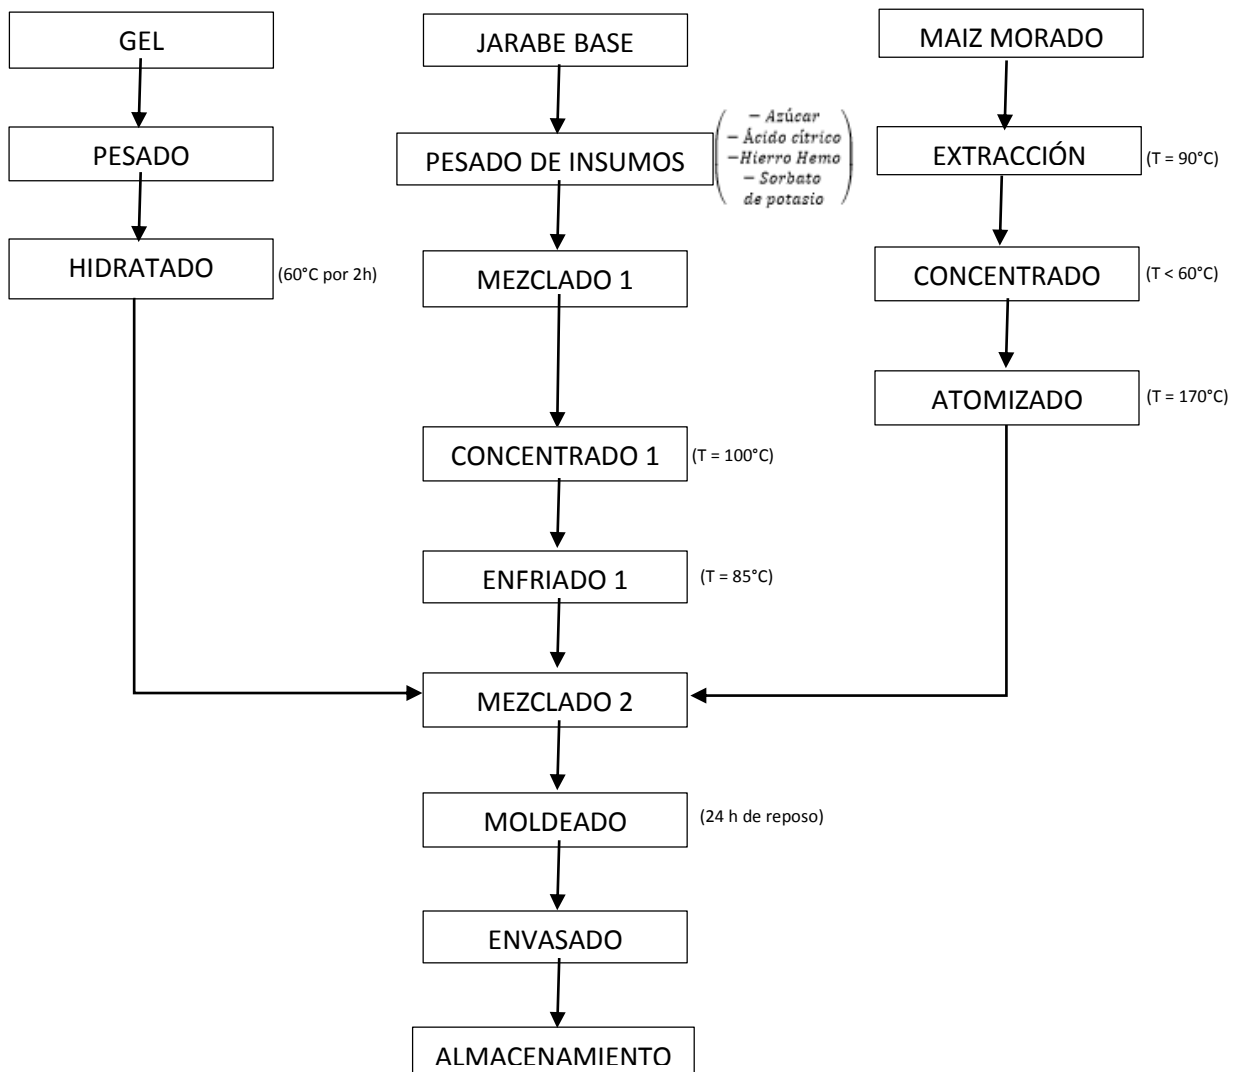 GEL
JARABE BASE
MAIZ MORADO
PESADO
PESADO DE INSUMOS
− Azúcar
− Ácido cítrico
−Hierro Hemo
− Sorbato
de potasio
EXTRACCIÓN
(T = 90°C)
HIDRATADO
(60°C por 2h)
MEZCLADO 1
CONCENTRADO
(T < 60°C)
ATOMIZADO
(T = 170°C)
CONCENTRADO 1
(T = 100°C)
ENFRIADO 1
(T = 85°C)
MEZCLADO 2
MOLDEADO
(24 h de reposo)
ENVASADO
ALMACENAMIENTO